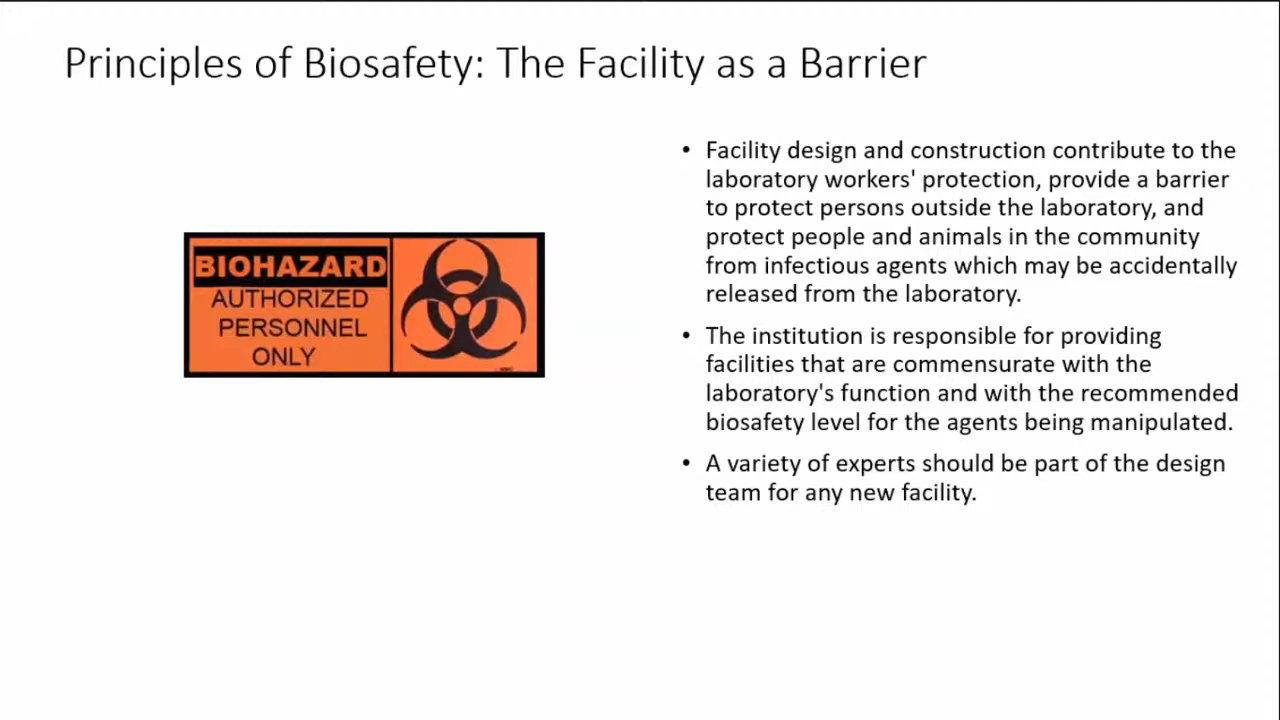 Principles of Biosafety: The Facility as a Barrier
BIOHAZARD
AUTHORIZED
PERSONNEL
ONLY
• Facility design and construction contribute to the
laboratory workers' protection, provide a barrier
to protect persons outside the laboratory, and
protect people and animals in the community
from infectious agents which may be accidentally
released from the laboratory.
• The institution is responsible for providing
facilities that are commensurate with the
laboratory's function and with the recommended
biosafety level for the agents being manipulated.
• A variety of experts should be part of the design
team for any new facility.